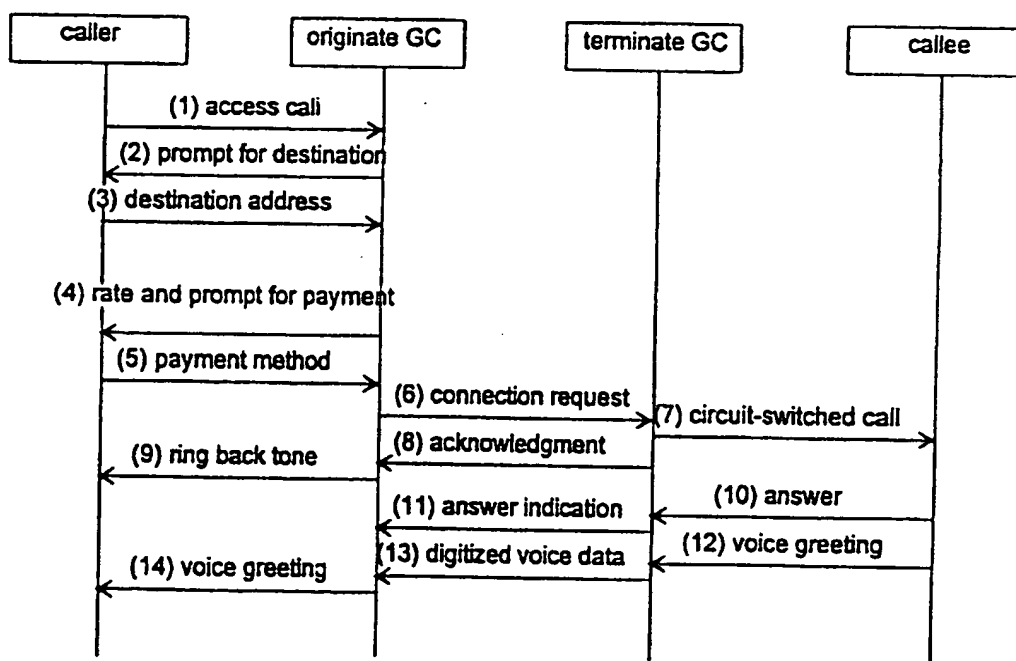 caller
originate GC
terminate GC
callee
(1) access call
(2) prompt for destination
(3) destination address
(4) rate and prompt for payment
(5) payment method
(6) connection request
(7) circuit-switched call
(8) acknowledgment
(9) ring back tone
(10) answer
(11) answer indication
(12) voice greeting
(13) digitized voice data
(14) voice greeting